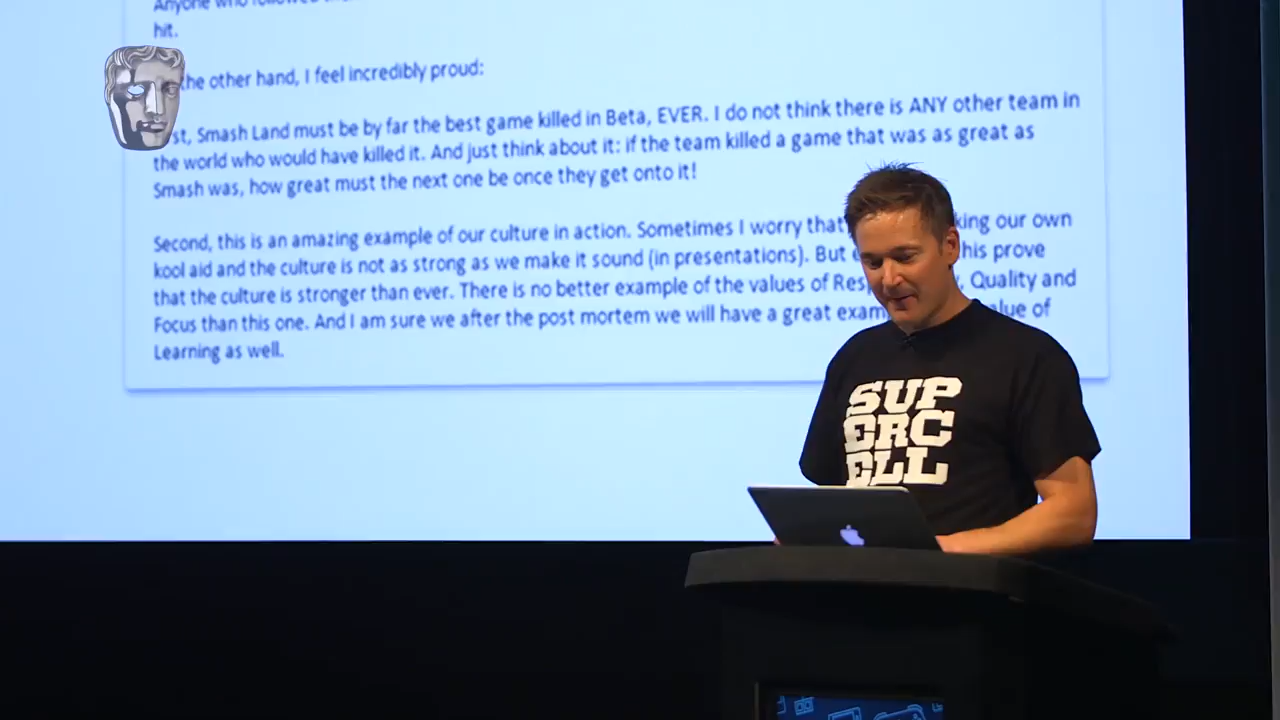 Anyone who followed
hit.
the other hand, I feel incredibly proud:
st, Smash Land must be by far the best game killed in Beta, EVER. I do not think there is ANY other team in
the world who would have killed it. And just think about it: if the team killed a game that was as great as
Smash was, how great must the next one be once they get onto it!
Second, this is an amazing example of our culture in action. Sometimes I worry that king our own
kool aid and the culture is not as strong as we make it sound (in presentations). But his prove
that the culture is stronger than ever. There is no better example of the values of Resp , Quality and
Focus than this one. And I am sure we after the post mortem we will have a great exam alue of
Learning as well.
SUP
ERC
ELL